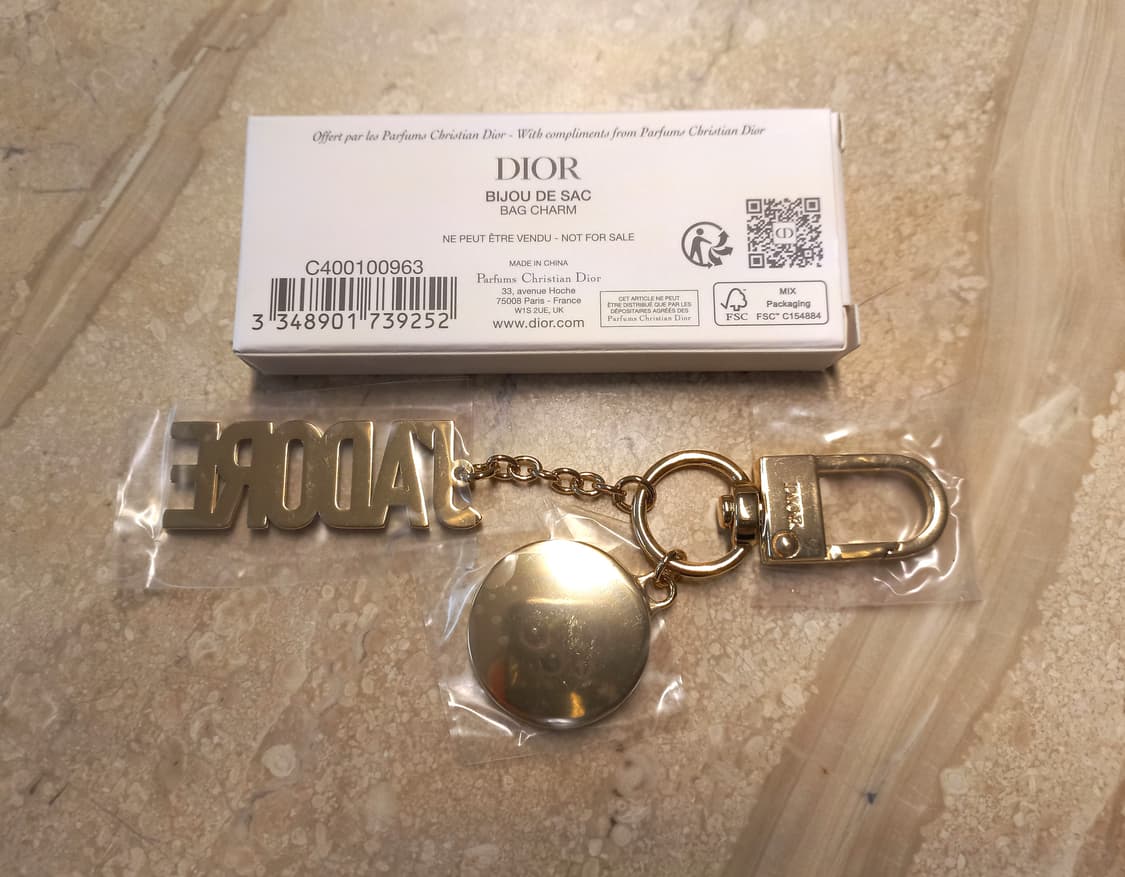 Offert par les Parfums Christian Dior - With compliments from Parfums Christian Dior
DIOR
BIJOU DE SAC
BAG CHARM
NE PEUT ÊTRE VENDU - NOT FOR SALE
C400100963
3 348901 739252
MADE IN CHINA
Parfums Christian Dior
33, avenue Hoche
75008 Paris - France
W1S 2UE, UK
www.dior.com
CET ARTICLE NE PEUT
ÊTRE DISTRIBUÉ QUE PAR LES
DÉPOSITAIRES AGRÉÉS DES
Parfums Christian Dior
FSC
MIX
Packaging
FSC™ C154884
CD
J'ADORE
DIOR